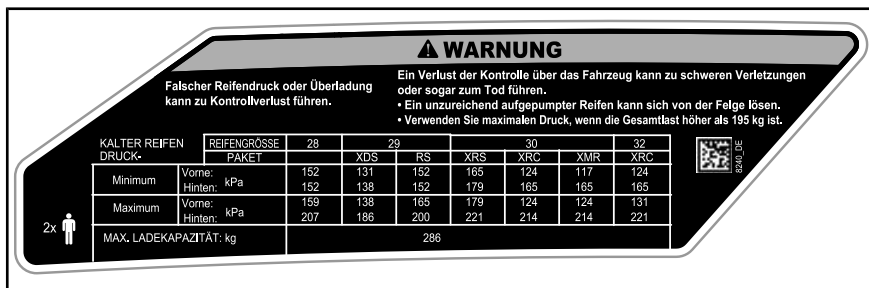 WARNUNG
Falscher Reifendruck oder Überladung
kann zu Kontrollverlust führen.
Ein Verlust der Kontrolle über das Fahrzeug kann zu schweren Verletzungen
oder sogar zum Tod führen.
• Ein unzureichend aufgepumpter Reifen kann sich von der Felge lösen.
• Verwenden Sie maximalen Druck, wenn die Gesamtlast höher als 195 kg ist.
KALTER REIFEN REIFENGRÖSSE 28 29 30 32
DRUCK- PAKET XDS RS XRS XRC XMR XRC
Minimum Vorne: kPa 152 131 152 165 124 117 124
Hinten: 152 138 152 179 165 165 165
Maximum Vorne: kPa 159 138 165 179 124 124 131
Hinten: 207 186 200 221 214 214 221
2x
MAX. LADEKAPAZITÄT: kg 286
8240_DE